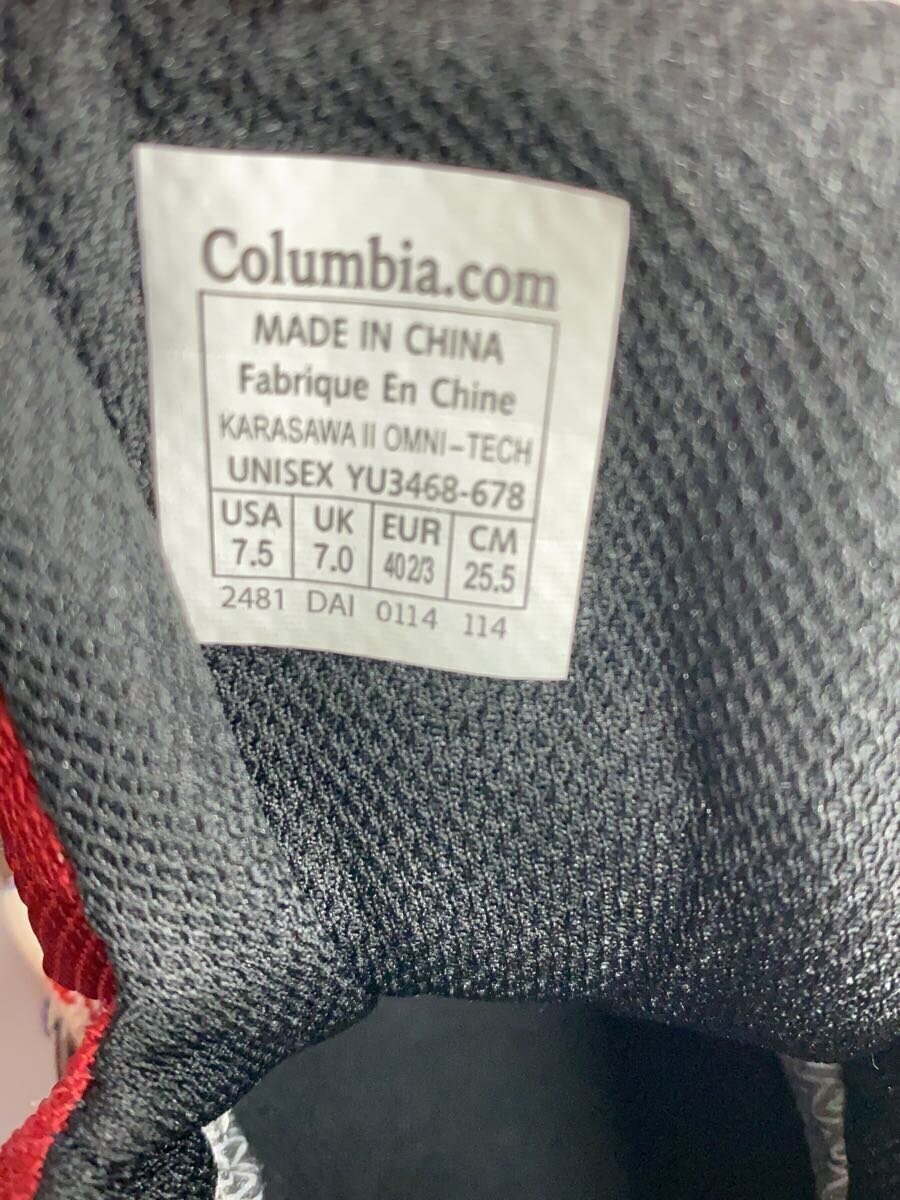 Columbia.com
MADE IN CHINA
Fabrique En Chine
KARASAWA II OMNI-TECH
UNISEX YU3468-678
USA UK EUR CM
7.5 7.0 40 2/3 25.5
2481 DAI 0114 114